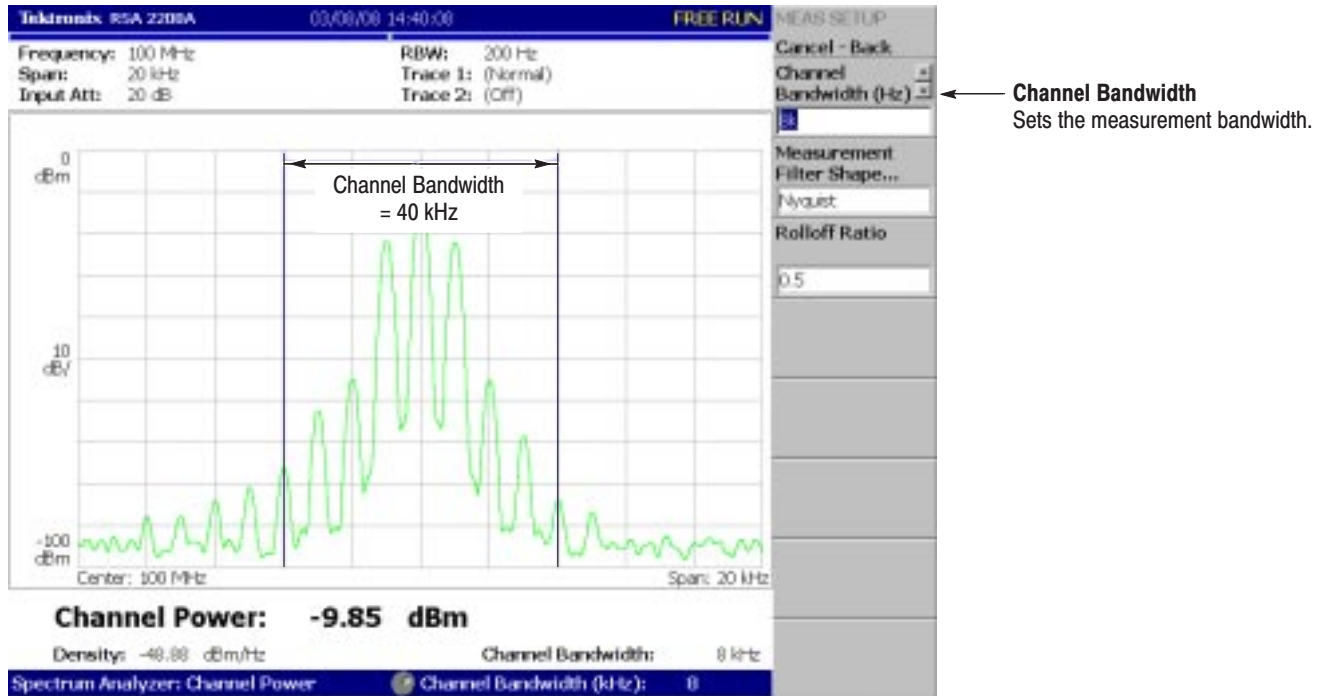 Tektronix RSA 2208A 03/08/08 14:40:08 FREE RUN
Frequency: 100 MHz
Span: 20 kHz
Input Att: 20 dB
RBW: 200 Hz
Trace 1: (Normal)
Trace 2: (Off)
0
dBm
10
dB/
-100
dBm
Channel Bandwidth
= 40 kHz
Center: 100 MHz
Span: 20 kHz
Channel Power: -9.85 dBm
Density: -48.88 dBm/Hz
Channel Bandwidth: 8 kHz
Spectrum Analyzer: Channel Power
Channel Bandwidth (kHz): 8
MEAS SETUP
Cancel - Back
Channel
Bandwidth (Hz)
8k
Measurement
Filter Shape...
Nyquist
Rolloff Ratio
0.5
Channel Bandwidth
Sets the measurement bandwidth.